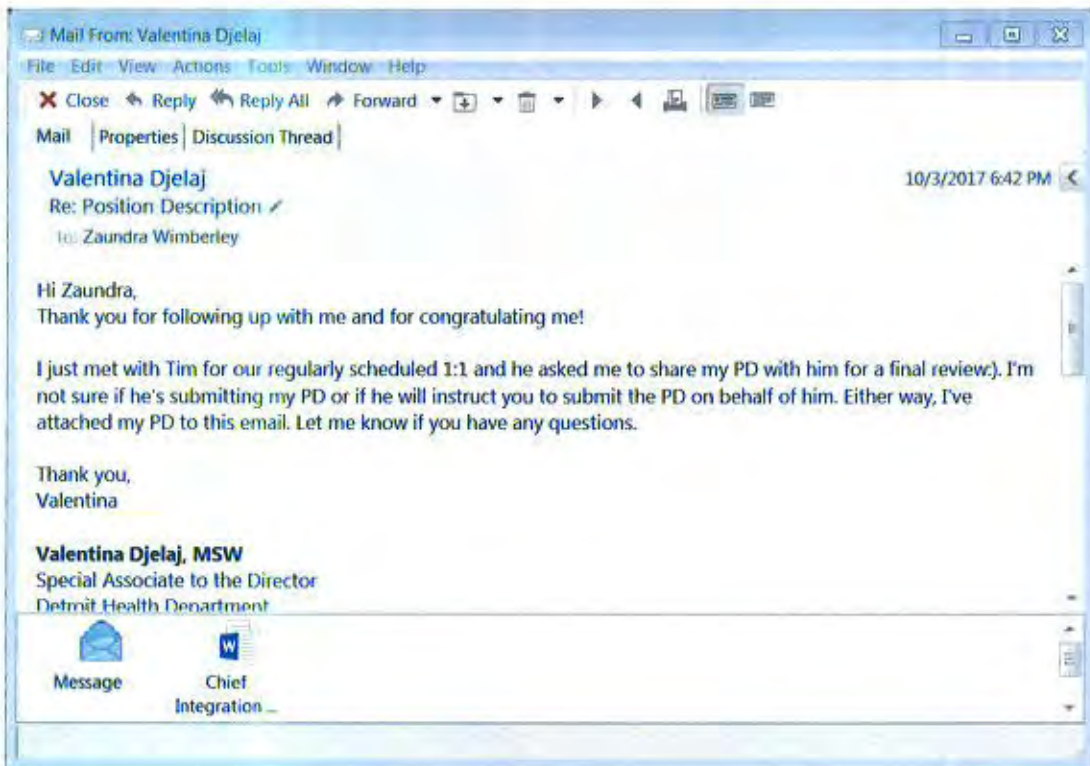 Mail From: Valentina Djelaj
File Edit View Actions Tools Window Help
Close Reply Reply All Forward
Mail Properties Discussion Thread
Valentina Djelaj 10/3/2017 6:42 PM
Re: Position Description
To: Zaundra Wimberley
Hi Zaundra,
Thank you for following up with me and for congratulating me!
I just met with Tim for our regularly scheduled 1:1 and he asked me to share my PD with him for a final review:). I'm
not sure if he's submitting my PD or if he will instruct you to submit the PD on behalf of him. Either way, I've
attached my PD to this email. Let me know if you have any questions.
Thank you,
Valentina
Valentina Djelaj, MSW
Special Associate to the Director
Detroit Health Department
W
Message Chief
Integration ...